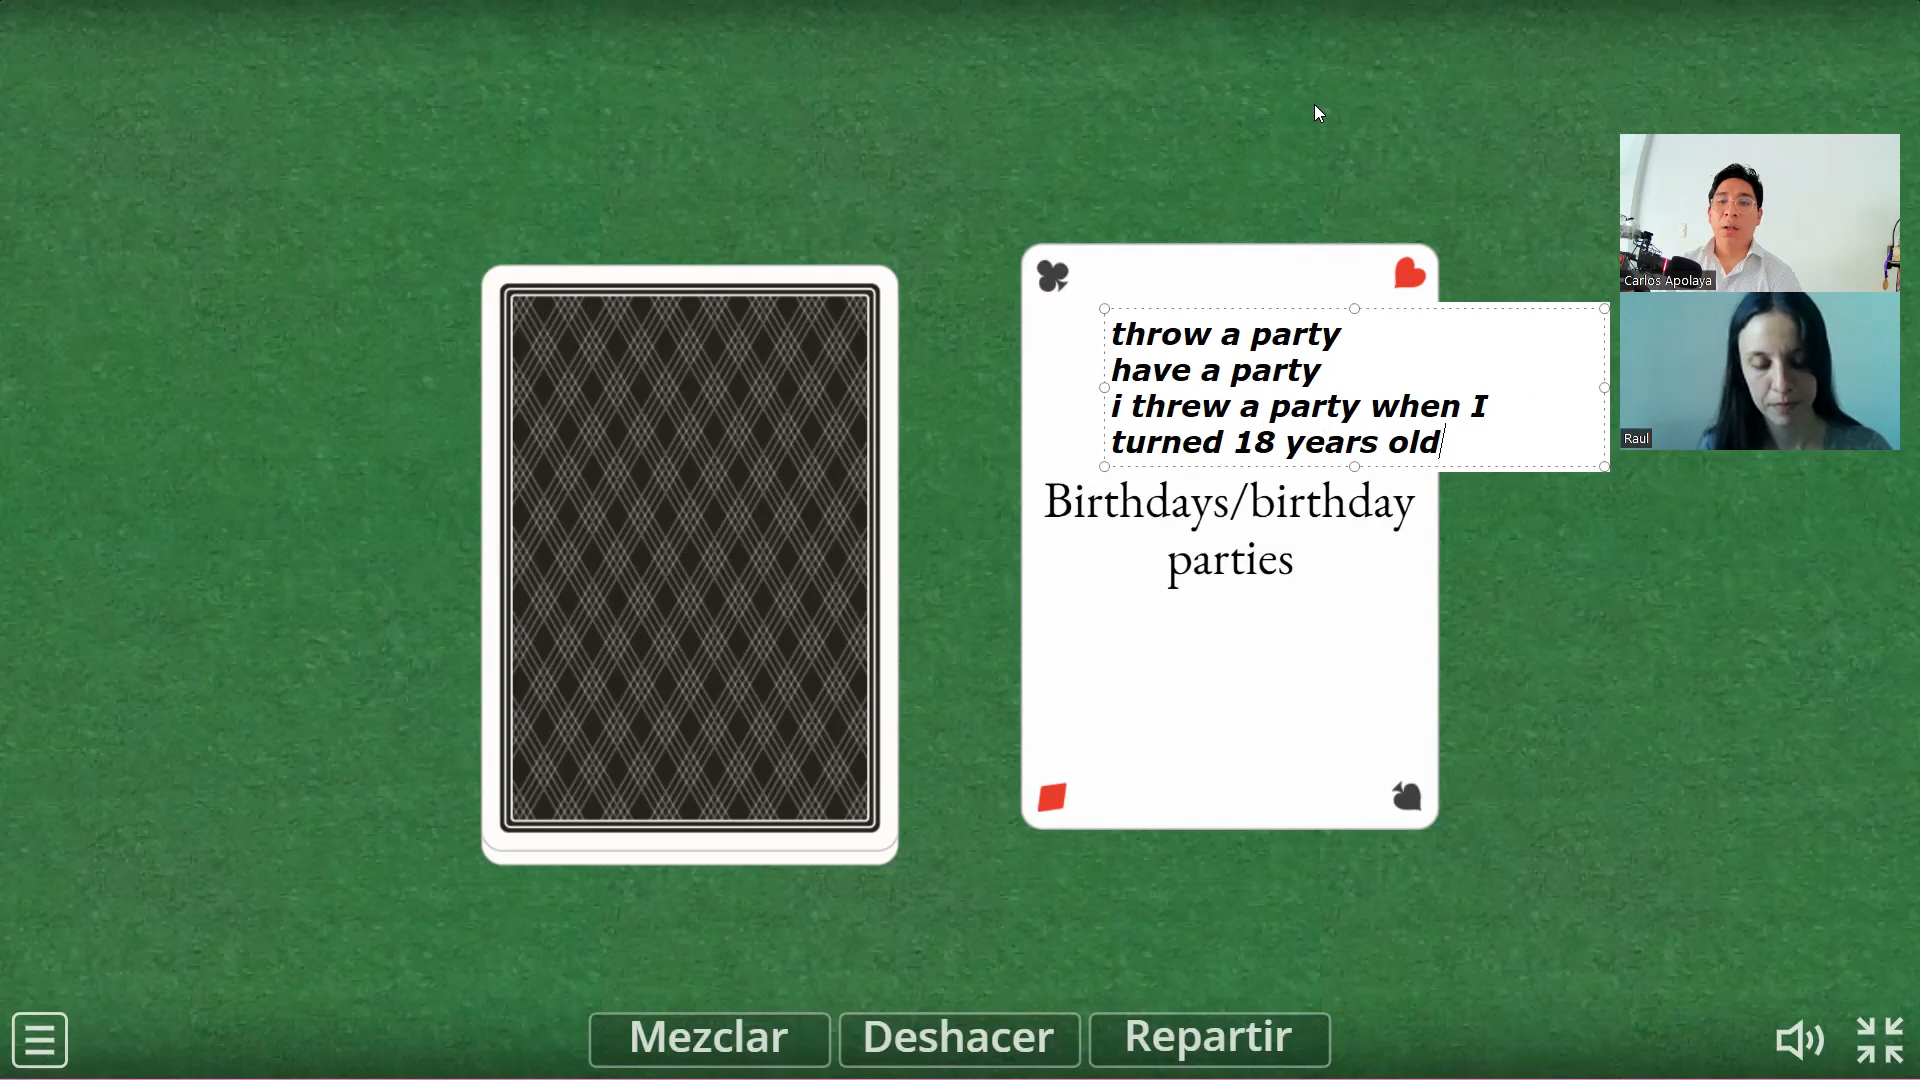 throw a party
have a party
i threw a party when I
turned 18 years old
Birthdays/birthday
parties
Carlos Apolaya
Raul
Mezclar
Deshacer
Repartir